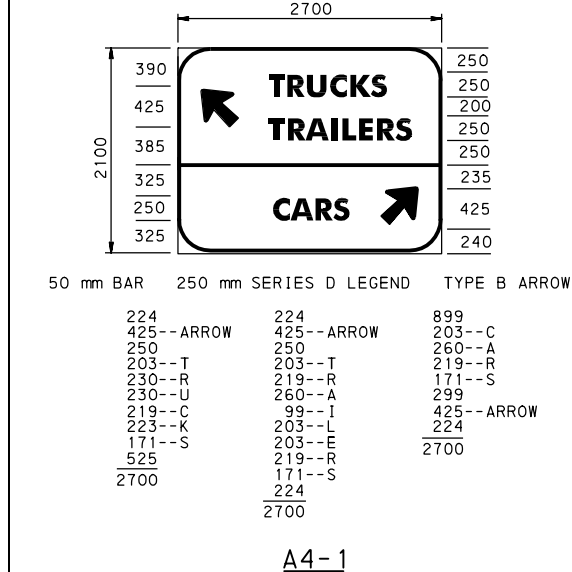 2700
2100
390
425
385
325
250
325
TRUCKS
TRAILERS
CARS
250
250
200
250
250
235
425
240
50 mm BAR 250 mm SERIES D LEGEND TYPE B ARROW
224
425--ARROW
250
203--T
230--R
230--U
219--C
223--K
171--S
525
2700
224
425--ARROW
250
203--T
219--R
260--A
99--I
203--L
203--E
219--R
171--S
224
2700
899
203--C
260--A
219--R
171--S
299
425--ARROW
224
2700
A4-1